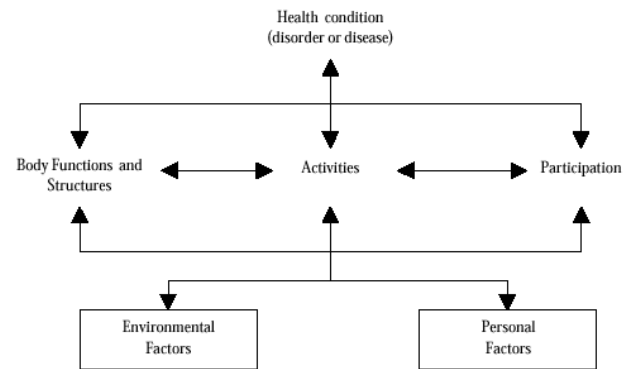 Health condition
(disorder or disease)
Body Functions and
Structures
Activities
Participation
Environmental
Factors
Personal
Factors